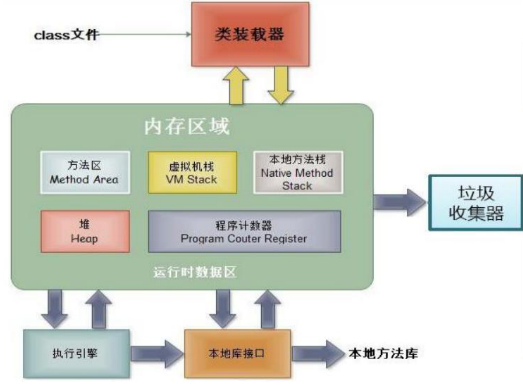 class文件
类装载器
内存区域
方法区
Method Area
虚拟机栈
VM Stack
本地方法栈
Native Method
Stack
堆
Heap
程序计数器
Program Couter Register
运行时数据区
垃圾
收集器
执行引擎
本地库接口
本地方法库